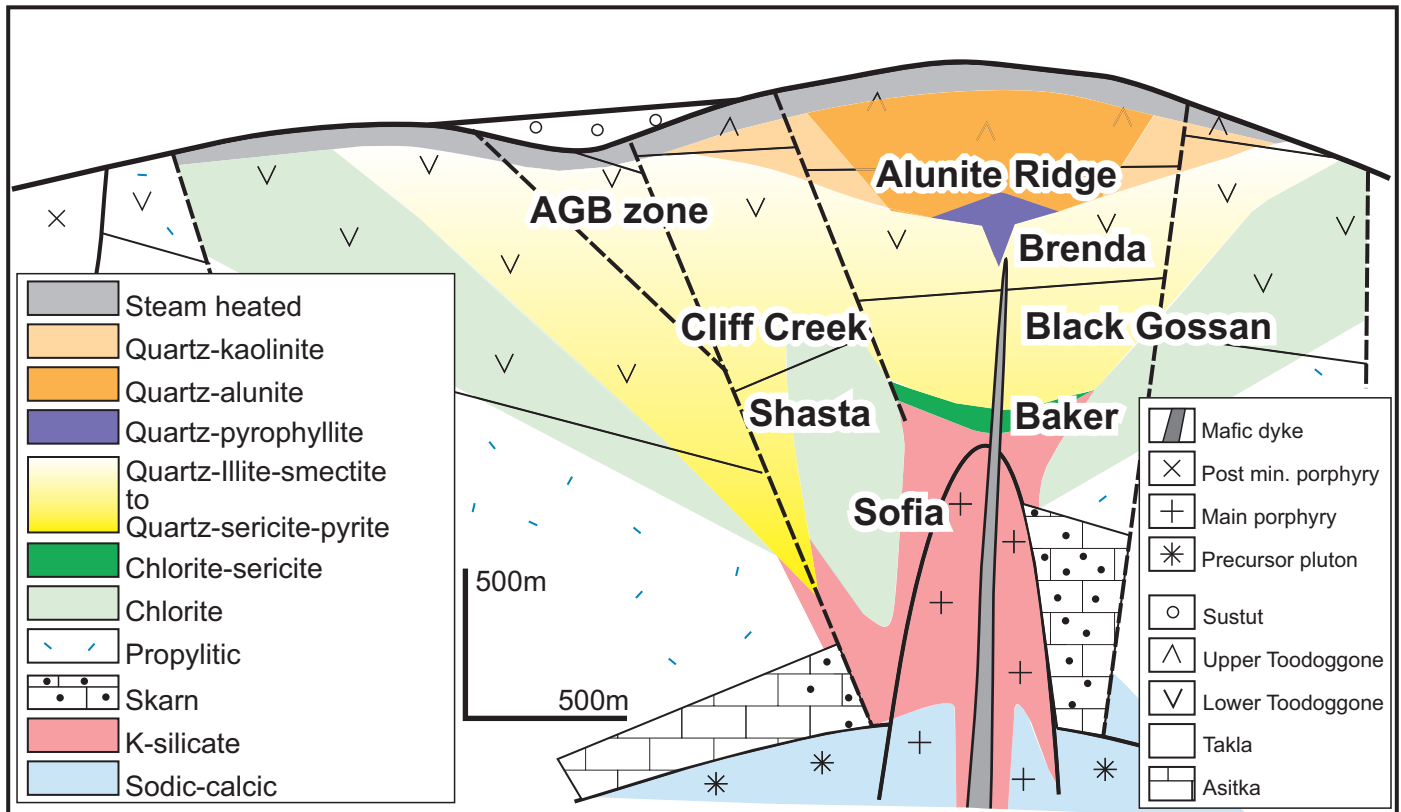 Alunite Ridge
AGB zone
Brenda
Cliff Creek
Black Gossan
Shasta
Baker
Sofia
Steam heated
Quartz-kaolinite
Quartz-alunite
Quartz-pyrophyllite
Quartz-Illite-smectite
to
Quartz-sericite-pyrite
Chlorite-sericite
Chlorite
Propylitic
Skarn
K-silicate
Sodic-calcic
500m
500m
Mafic dyke
Post min. porphyry
Main porphyry
Precursor pluton
Sustut
Upper Toodoggone
Lower Toodoggone
Takla
Asitka